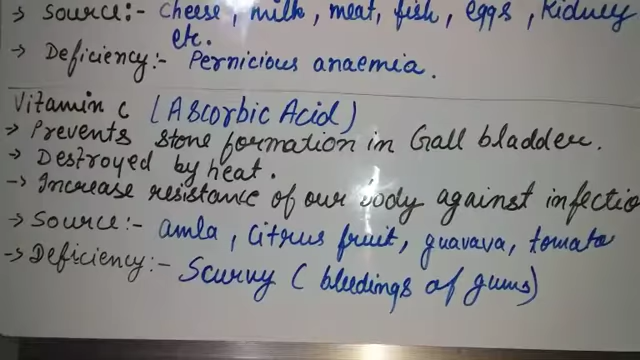 → Source:- Cheese, milk, meat, fish, eggs, Kidney
etc.
→ Deficiency:- Pernicious anaemia.
Vitamin C (Ascorbic Acid)
→ Prevents stone formation in Gall bladder.
→ Destroyed by heat.
→ Increase resistance of our body against infectio
→ Source:- amla, Citrus fruit, guavava, tomato
→ Deficiency:- Scurvy (bleedings of gums)